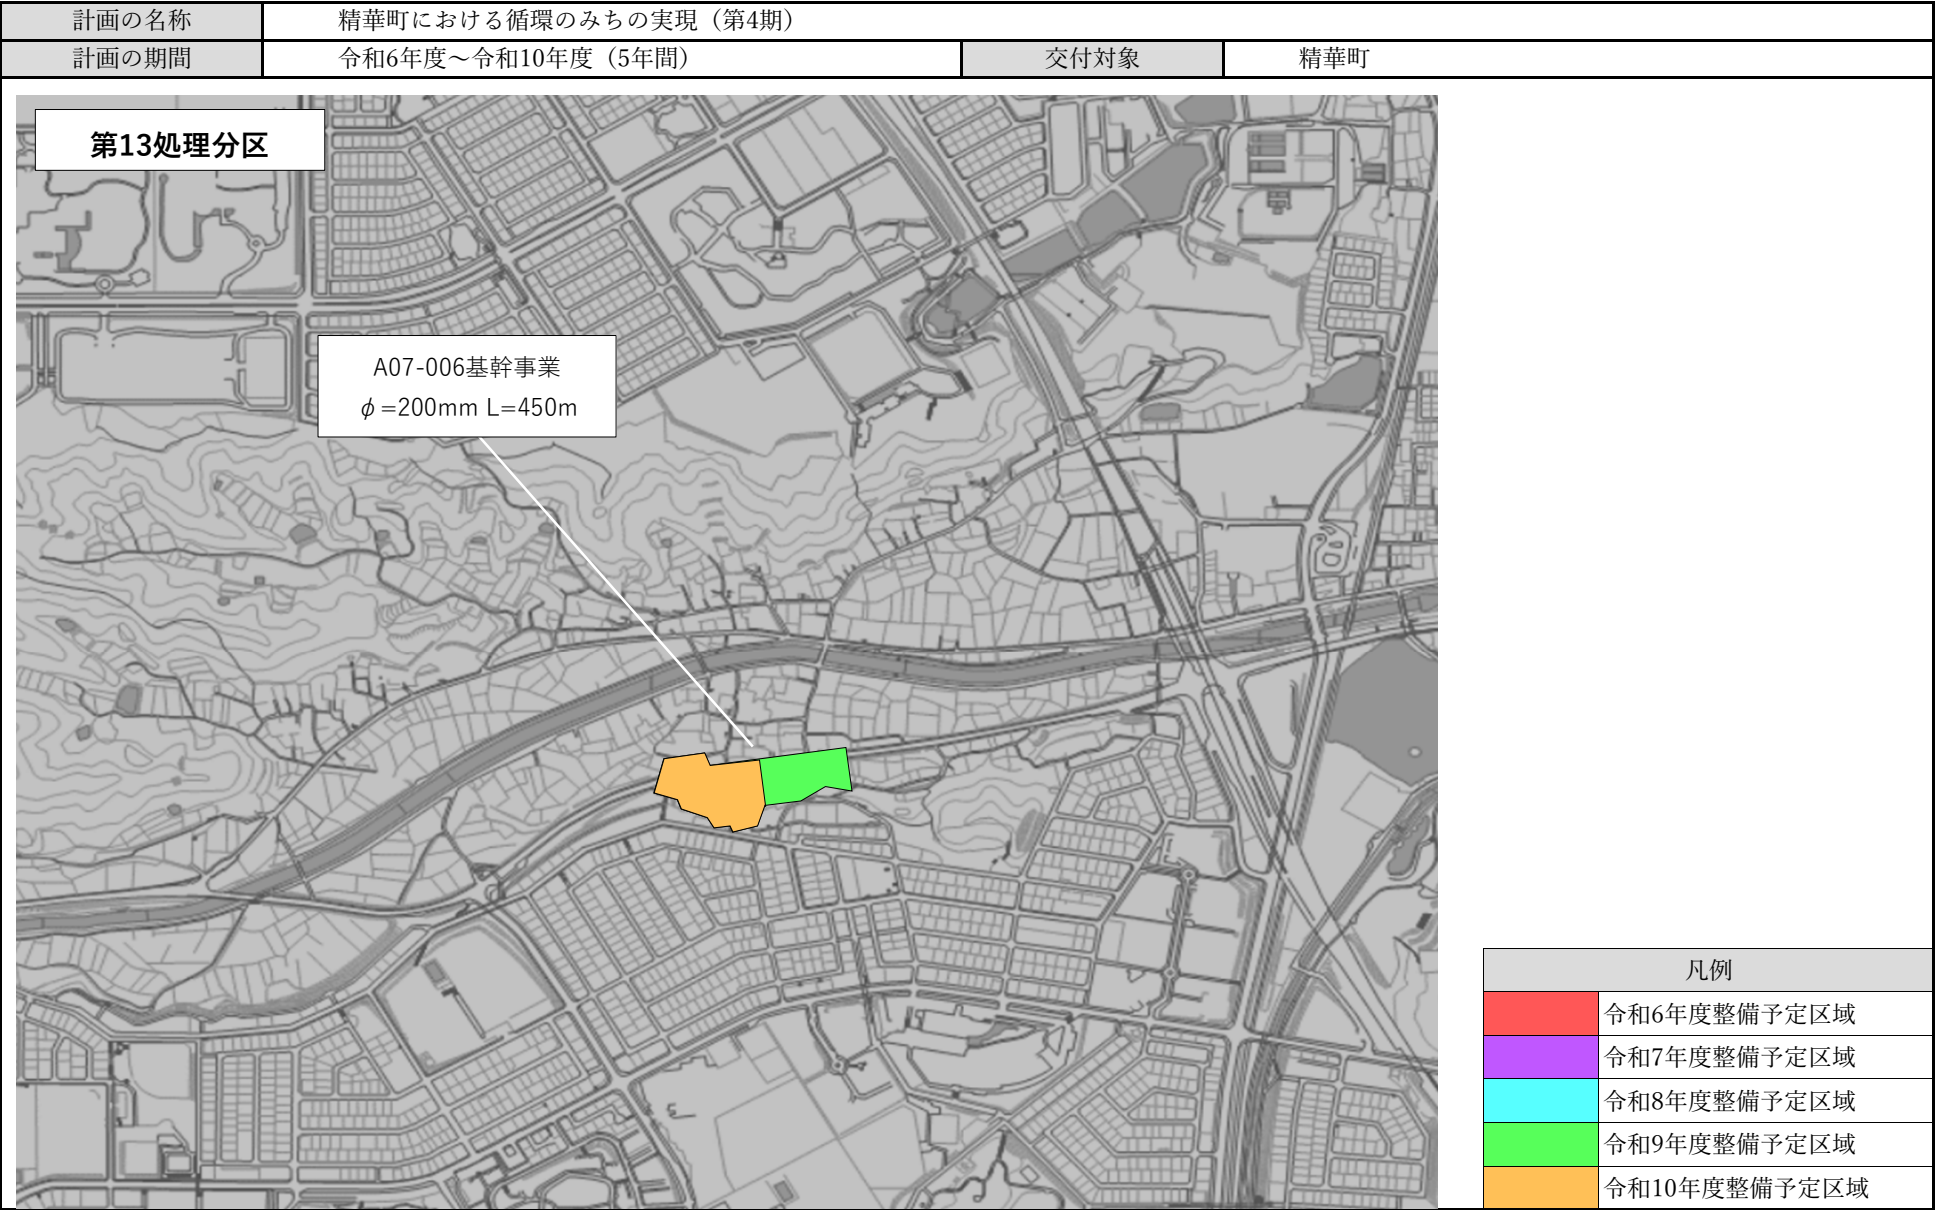 計画の名称
精華町における循環のみちの実現（第4期）
計画の期間
令和6年度～令和10年度（5年間）
交付対象
精華町
第13処理分区
A07-006基幹事業
φ=200mm L=450m
凡例
令和6年度整備予定区域
令和7年度整備予定区域
令和8年度整備予定区域
令和9年度整備予定区域
令和10年度整備予定区域